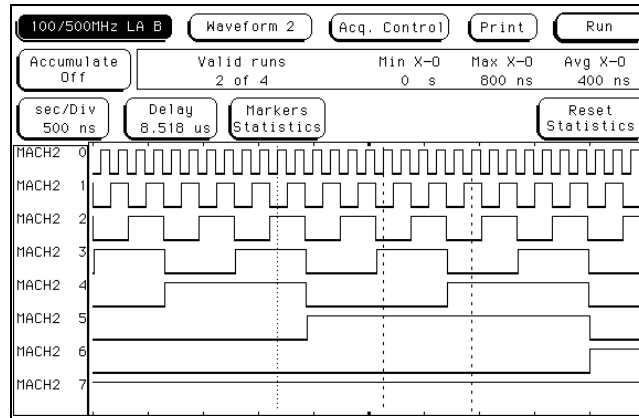 100/500MHz LA B Waveform 2 Acq. Control Print Run
Accumulate Off Valid runs 2 of 4 Min X-O 0 s Max X-O 800 ns Avg X-O 400 ns
sec/Div 500 ns Delay 8.518 us Markers Statistics Reset Statistics
MACH2 0
MACH2 1
MACH2 2
MACH2 3
MACH2 4
MACH2 5
MACH2 6
MACH2 7